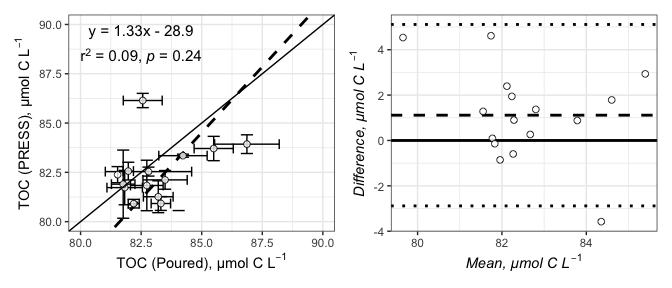 y = 1.33x - 28.9
r² = 0.09, p = 0.24
90.0
87.5
85.0
82.5
80.0
TOC (PRESS), μmol C L⁻¹
80.0 82.5 85.0 87.5 90.0
TOC (Poured), μmol C L⁻¹
4
2
0
-2
-4
Difference, μmol C L⁻¹
80 82 84
Mean, μmol C L⁻¹